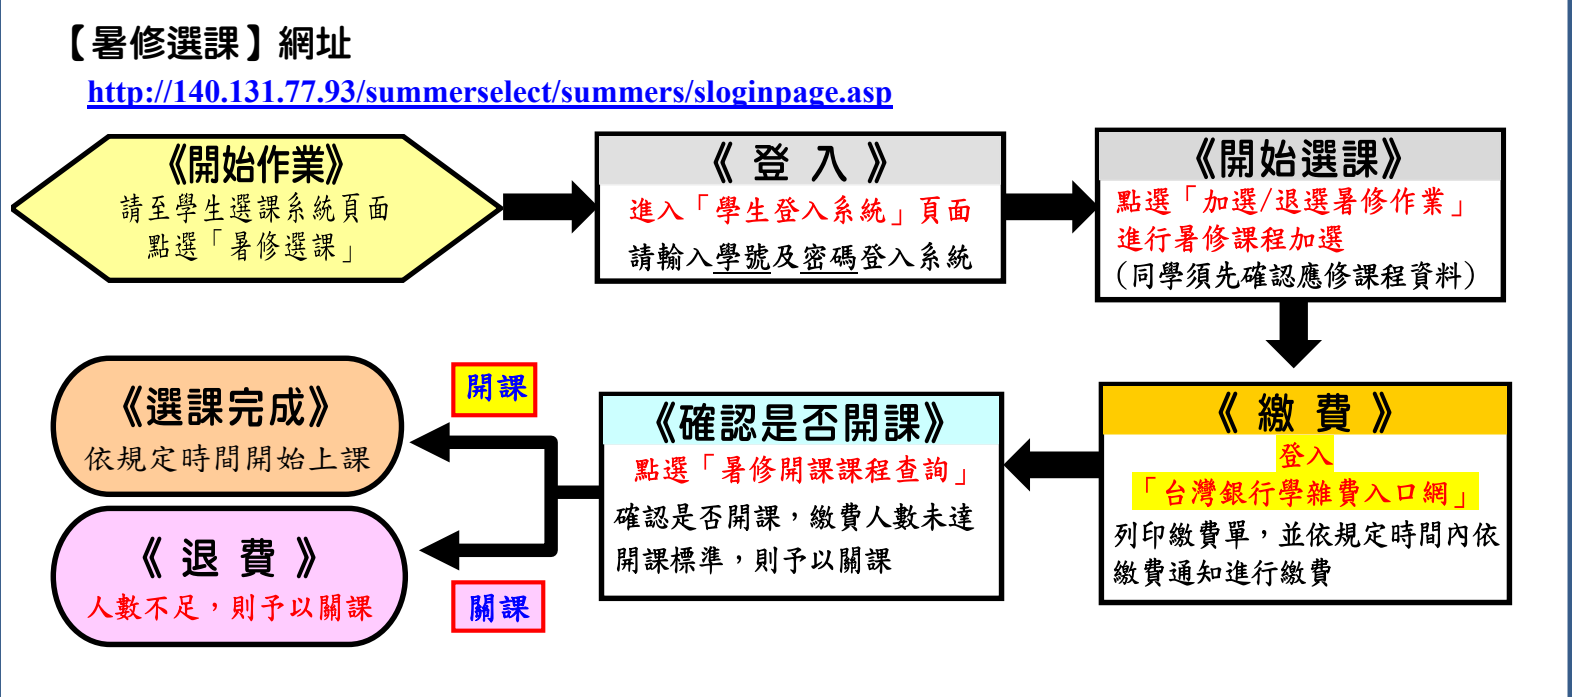 【暑修選課】網址
http://140.131.77.93/summerselect/summers/sloginpage.asp
《開始作業》
請至學生選課系統頁面
點選「暑修選課」
《 登 入 》
進入「學生登入系統」頁面
請輸入學號及密碼登入系統
《開始選課》
點選「加選/退選暑修作業」
進行暑修課程加選
(同學須先確認應修課程資料)
《 繳 費 》
登入
「台灣銀行學雜費入口網」
列印繳費單，並依規定時間內依
繳費通知進行繳費
《確認是否開課》
點選「暑修開課課程查詢」
確認是否開課，繳費人數未達
開課標準，則予以關課
開課
《選課完成》
依規定時間開始上課
關課
《 退 費 》
人數不足，則予以關課